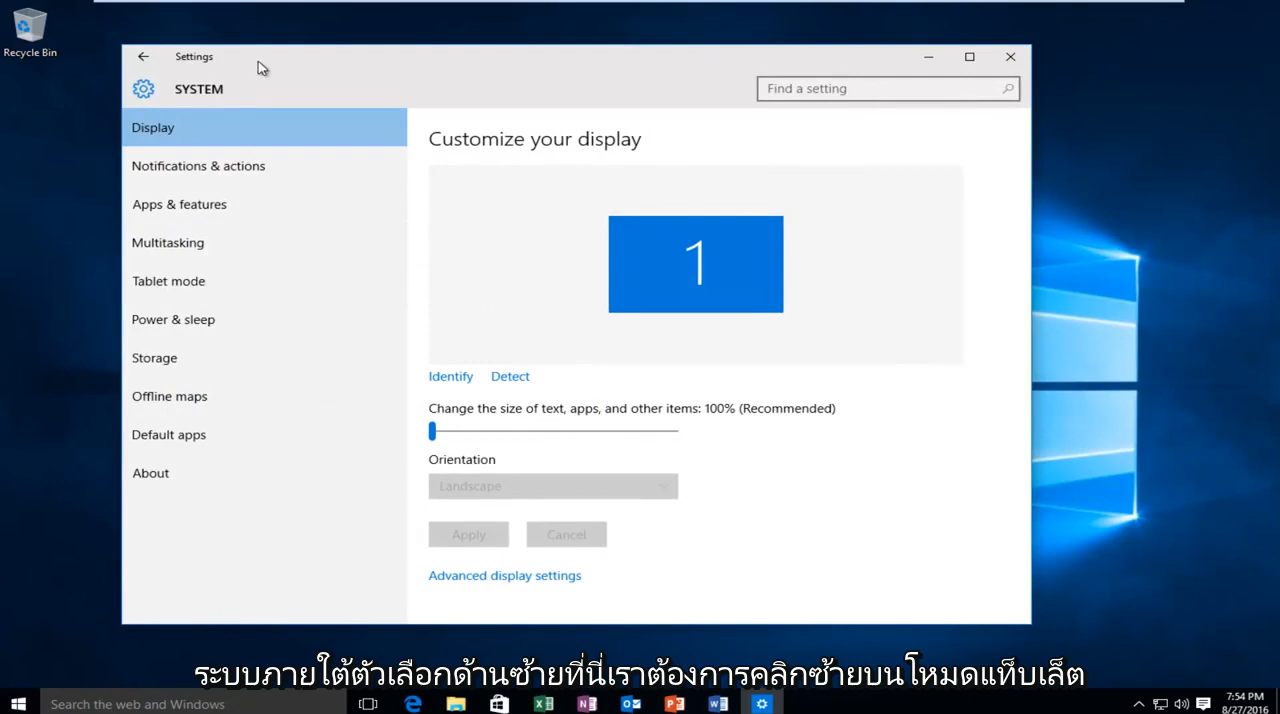 Recycle Bin
Settings
SYSTEM
Find a setting
Display
Notifications & actions
Apps & features
Multitasking
Tablet mode
Power & sleep
Storage
Offline maps
Default apps
About
Customize your display
1
Identify Detect
Change the size of text, apps, and other items: 100% (Recommended)
Orientation
Landscape
Apply Cancel
Advanced display settings
ระบบภายใต้ตัวเลือกด้านซ้ายที่นี่เราต้องการคลิกซ้ายบนโหมดแท็บเล็ต
Search the web and Windows
7:54 PM
8/27/2016